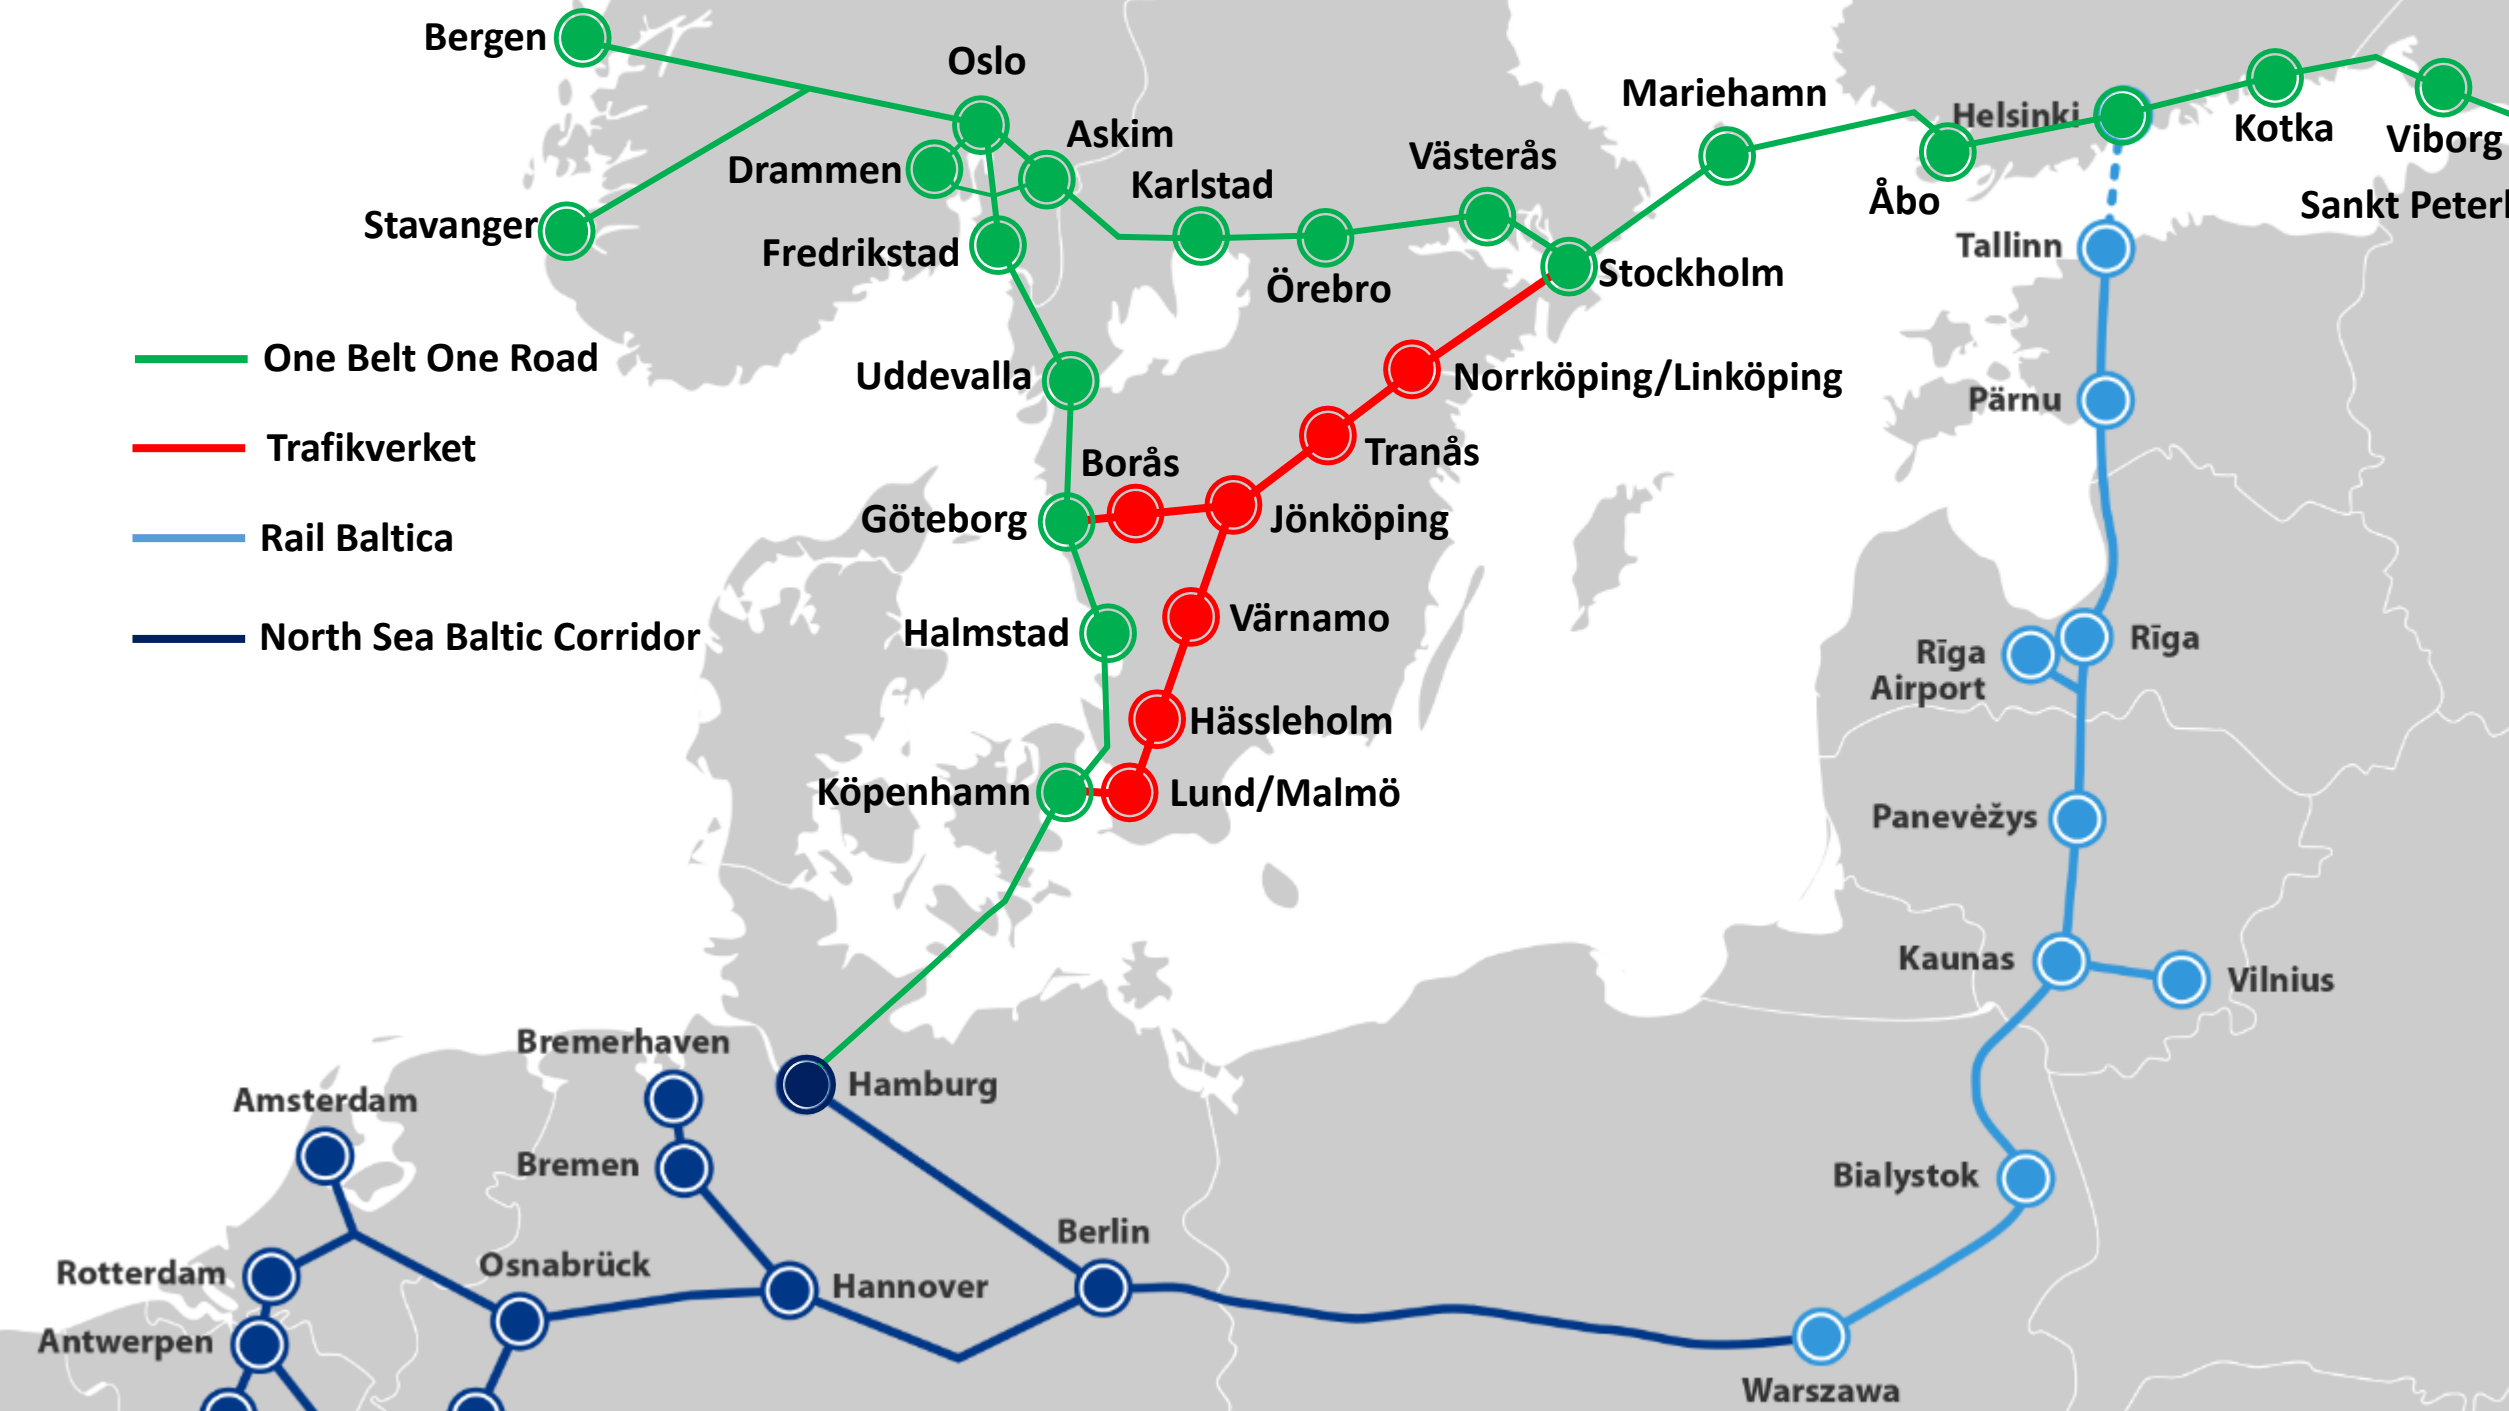 Bergen
Oslo
Mariehamn
Helsinki
Askim
Kotka
Viborg
Drammen
Karlstad
Västerås
Åbo
Sankt Peter
Stavanger
Fredrikstad
Örebro
Stockholm
Tallinn
One Belt One Road
Uddevalla
Norrköping/Linköping
Pärnu
Trafikverket
Borås
Tranås
Göteborg
Jönköping
Rail Baltica
Halmstad
Värnamo
North Sea Baltic Corridor
Rīga
Airport
Rīga
Hässleholm
Köpenhamn
Lund/Malmö
Panevėžys
Kaunas
Vilnius
Bremerhaven
Hamburg
Amsterdam
Bremen
Bialystok
Berlin
Rotterdam
Osnabrück
Hannover
Antwerpen
Warszawa